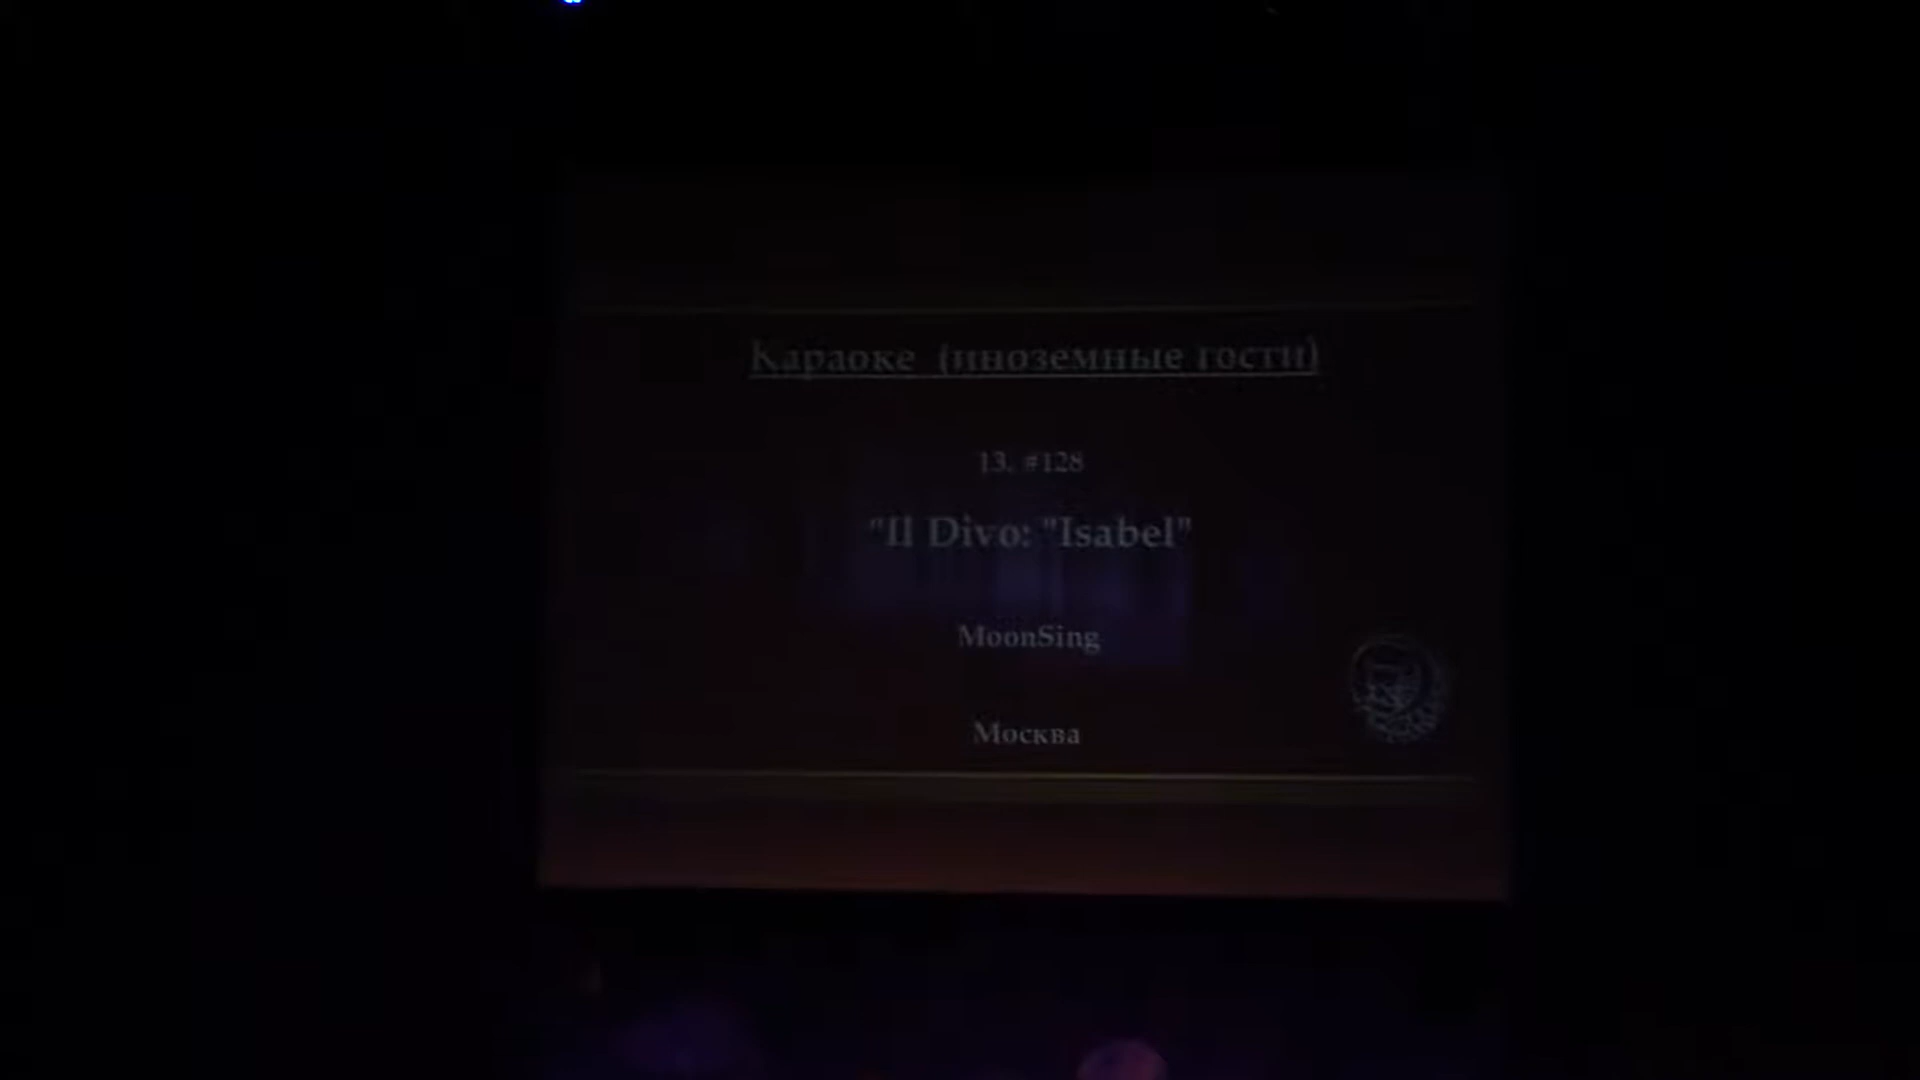 Караоке (иноземные гости)
13. #128
"Il Divo: "Isabel"
MoonSing
Москва